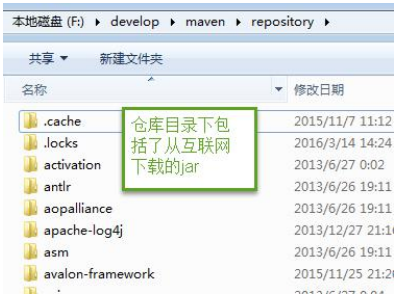 本地磁盘 (F:) ▸ develop ▸ maven ▸ repository ▸
共享 ▼ 新建文件夹
名称 修改日期
.cache 2015/11/7 11:12
.locks 2016/3/14 14:24
activation 2013/6/27 0:02
antlr 2013/6/26 19:11
aopalliance 2013/6/26 19:11
apache-log4j 2013/12/27 21:1
asm 2013/6/26 19:11
avalon-framework 2015/11/25 21:2
仓库目录下包
括了从互联网
下载的jar